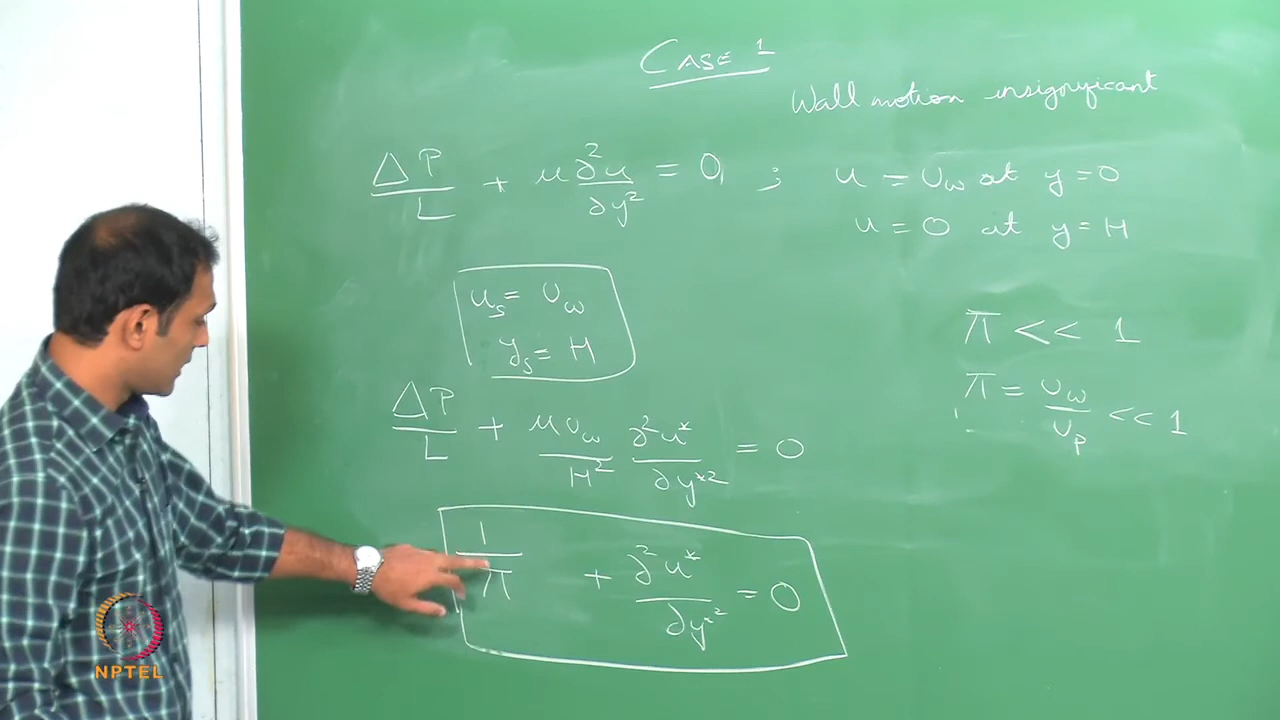 CASE 1
Wall motion insignificant
ΔP/L + μ ∂²u/∂y² = 0, ; u = U_w at y=0
u = 0 at y=H
u_s = U_w
y_s = H
π << 1
π = U_w/U_p << 1
ΔP/L + μU_w/H² ∂²u*/∂y*² = 0
1/π + ∂²u*/∂y*² = 0
NPTEL